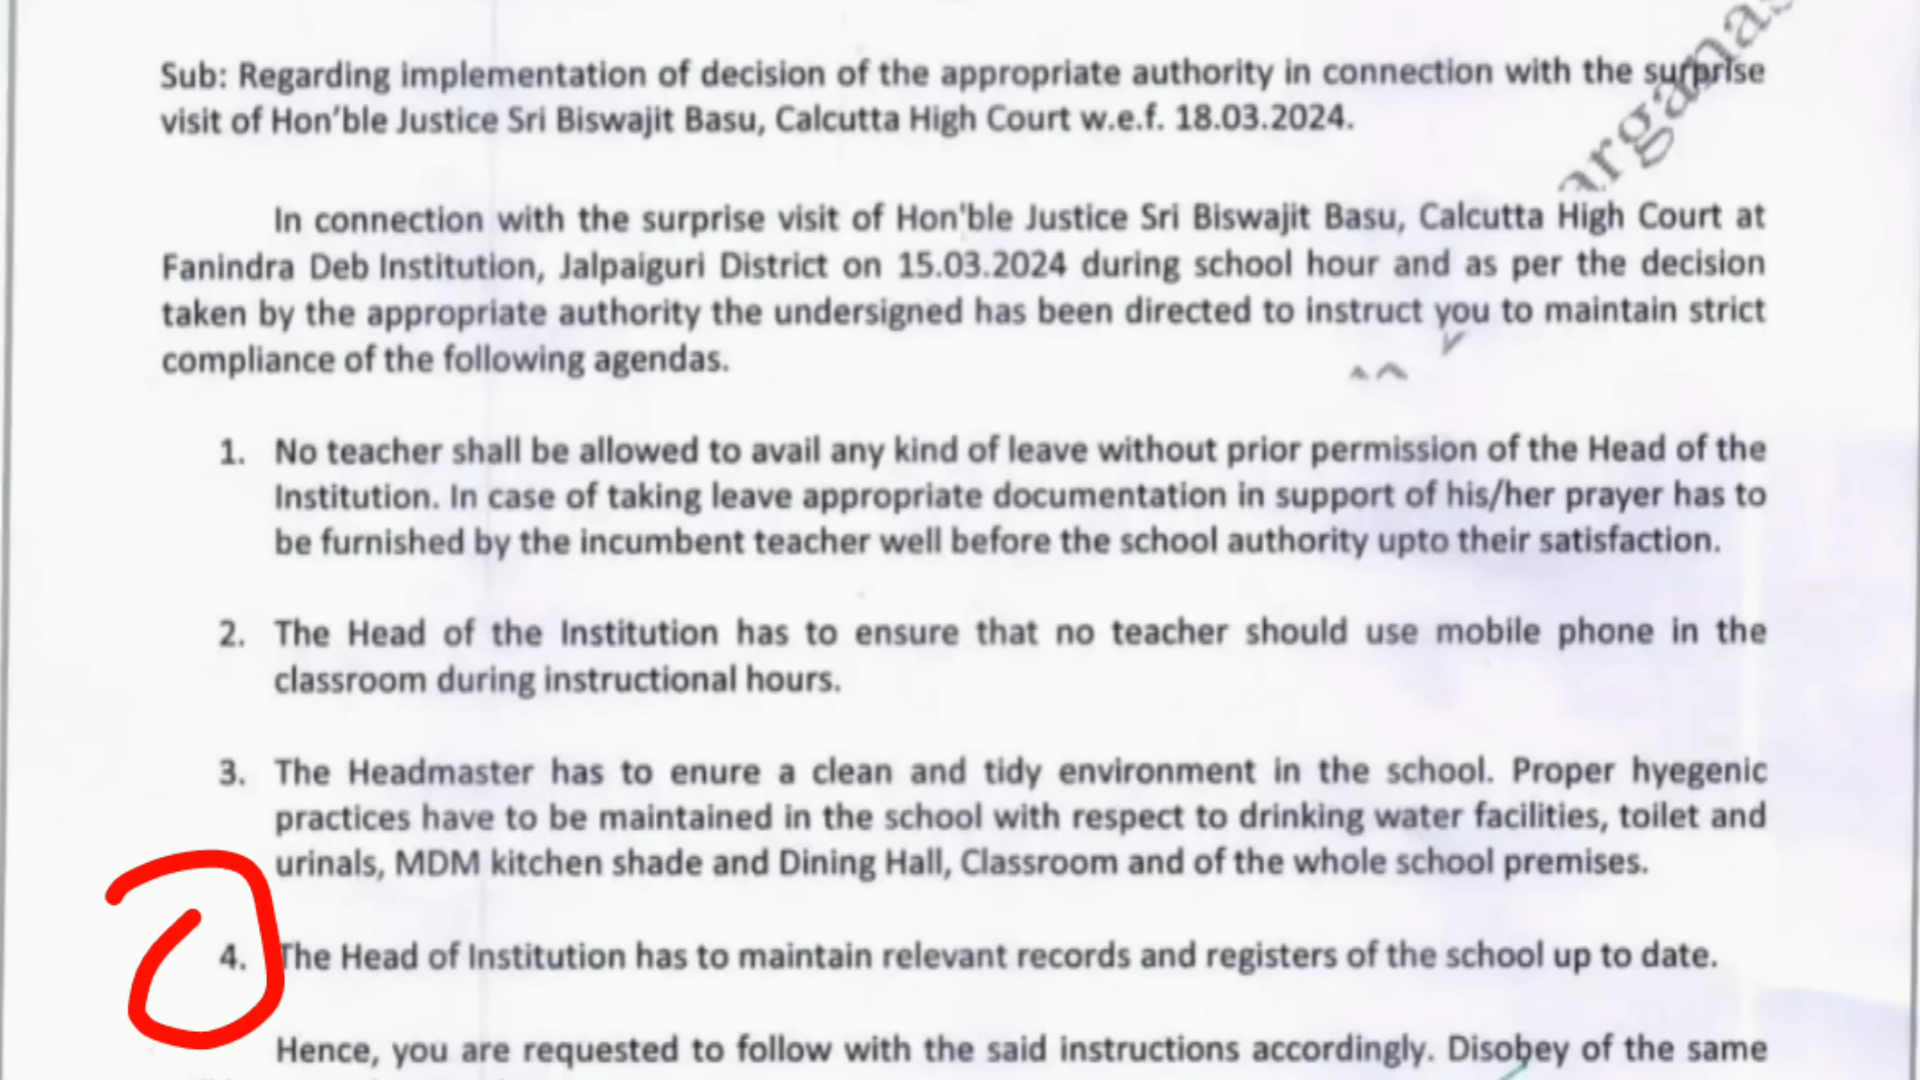 arganas
Sub: Regarding implementation of decision of the appropriate authority in connection with the surprise
visit of Hon'ble Justice Sri Biswajit Basu, Calcutta High Court w.e.f. 18.03.2024.
In connection with the surprise visit of Hon'ble Justice Sri Biswajit Basu, Calcutta High Court at
Fanindra Deb Institution, Jalpaiguri District on 15.03.2024 during school hour and as per the decision
taken by the appropriate authority the undersigned has been directed to instruct you to maintain strict
compliance of the following agendas.
1. No teacher shall be allowed to avail any kind of leave without prior permission of the Head of the
Institution. In case of taking leave appropriate documentation in support of his/her prayer has to
be furnished by the incumbent teacher well before the school authority upto their satisfaction.
2. The Head of the Institution has to ensure that no teacher should use mobile phone in the
classroom during instructional hours.
3. The Headmaster has to enure a clean and tidy environment in the school. Proper hyegenic
practices have to be maintained in the school with respect to drinking water facilities, toilet and
urinals, MDM kitchen shade and Dining Hall, Classroom and of the whole school premises.
4. The Head of Institution has to maintain relevant records and registers of the school up to date.
Hence, you are requested to follow with the said instructions accordingly. Disobey of the same